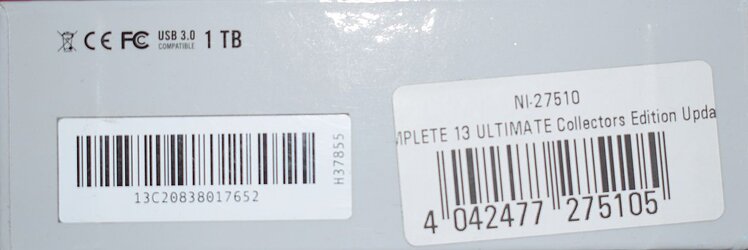 CE FC USB 3.0 COMPATIBLE 1 TB
13C20838017652
H37855
NI-27510
MPLETE 13 ULTIMATE Collectors Edition Upda
4 042477 275105